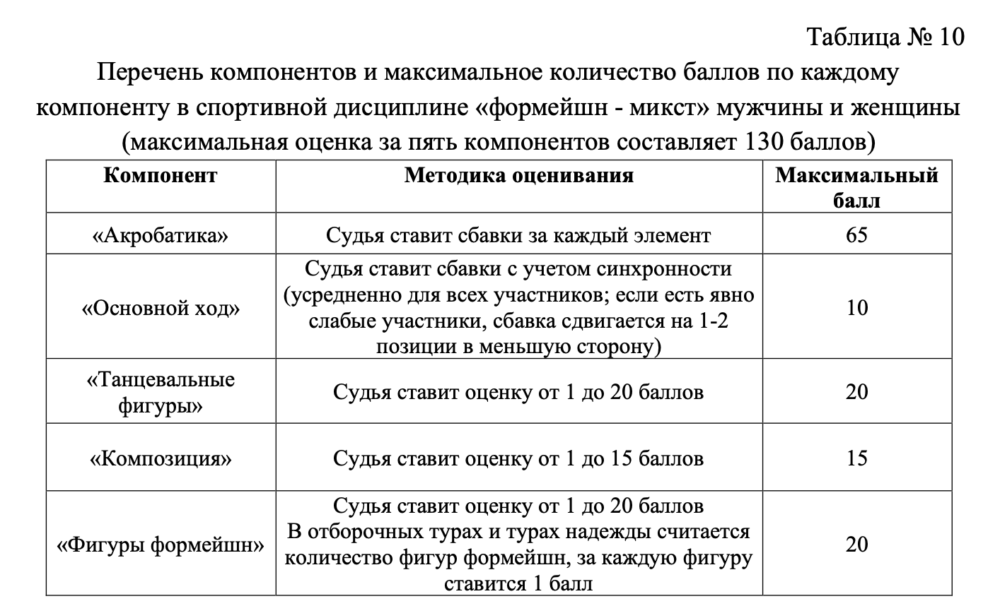 Таблица № 10
Перечень компонентов и максимальное количество баллов по каждому
компоненту в спортивной дисциплине «формейшн - микст» мужчины и женщины
(максимальная оценка за пять компонентов составляет 130 баллов)
Компонент
Методика оценивания
Максимальный
балл
«Акробатика»
Судья ставит сбавки за каждый элемент
65
«Основной ход»
Судья ставит сбавки с учетом синхронности
(усредненно для всех участников; если есть явно
слабые участники, сбавка сдвигается на 1-2
позиции в меньшую сторону)
10
«Танцевальные
фигуры»
Судья ставит оценку от 1 до 20 баллов
20
«Композиция»
Судья ставит оценку от 1 до 15 баллов
15
«Фигуры формейшн»
Судья ставит оценку от 1 до 20 баллов
В отборочных турах и турах надежды считается
количество фигур формейшн, за каждую фигуру
ставится 1 балл
20